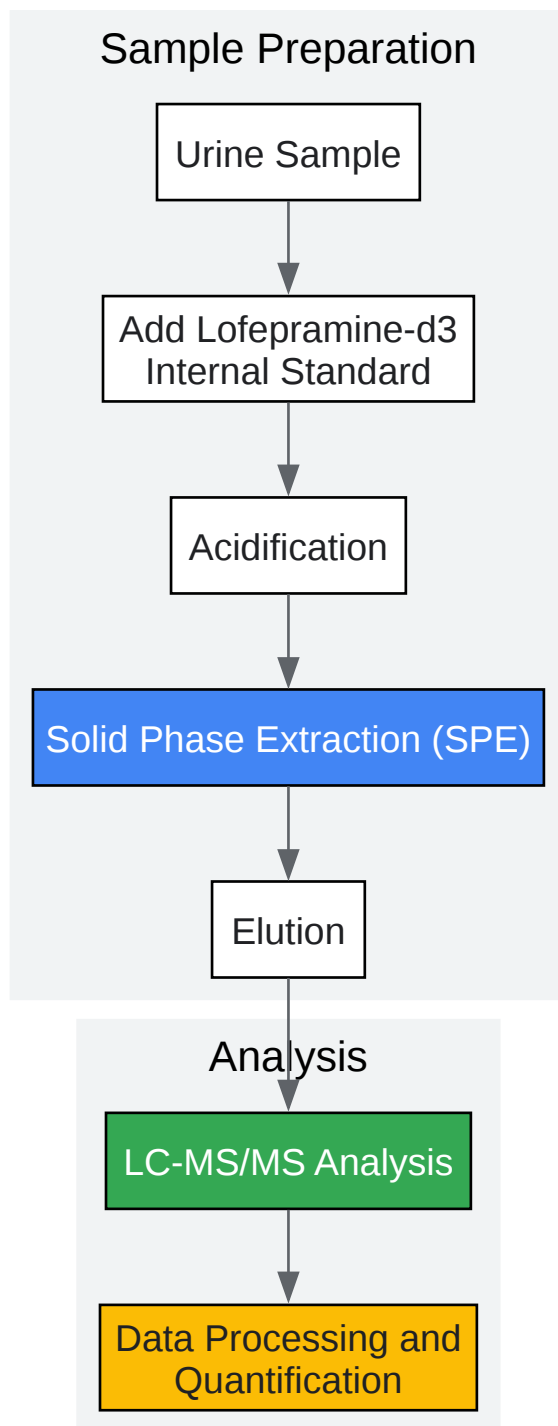 Sample Preparation
Urine Sample
Add Lofepramine-d3
Internal Standard
Acidification
Solid Phase Extraction (SPE)
Elution
Analysis
LC-MS/MS Analysis
Data Processing and
Quantification